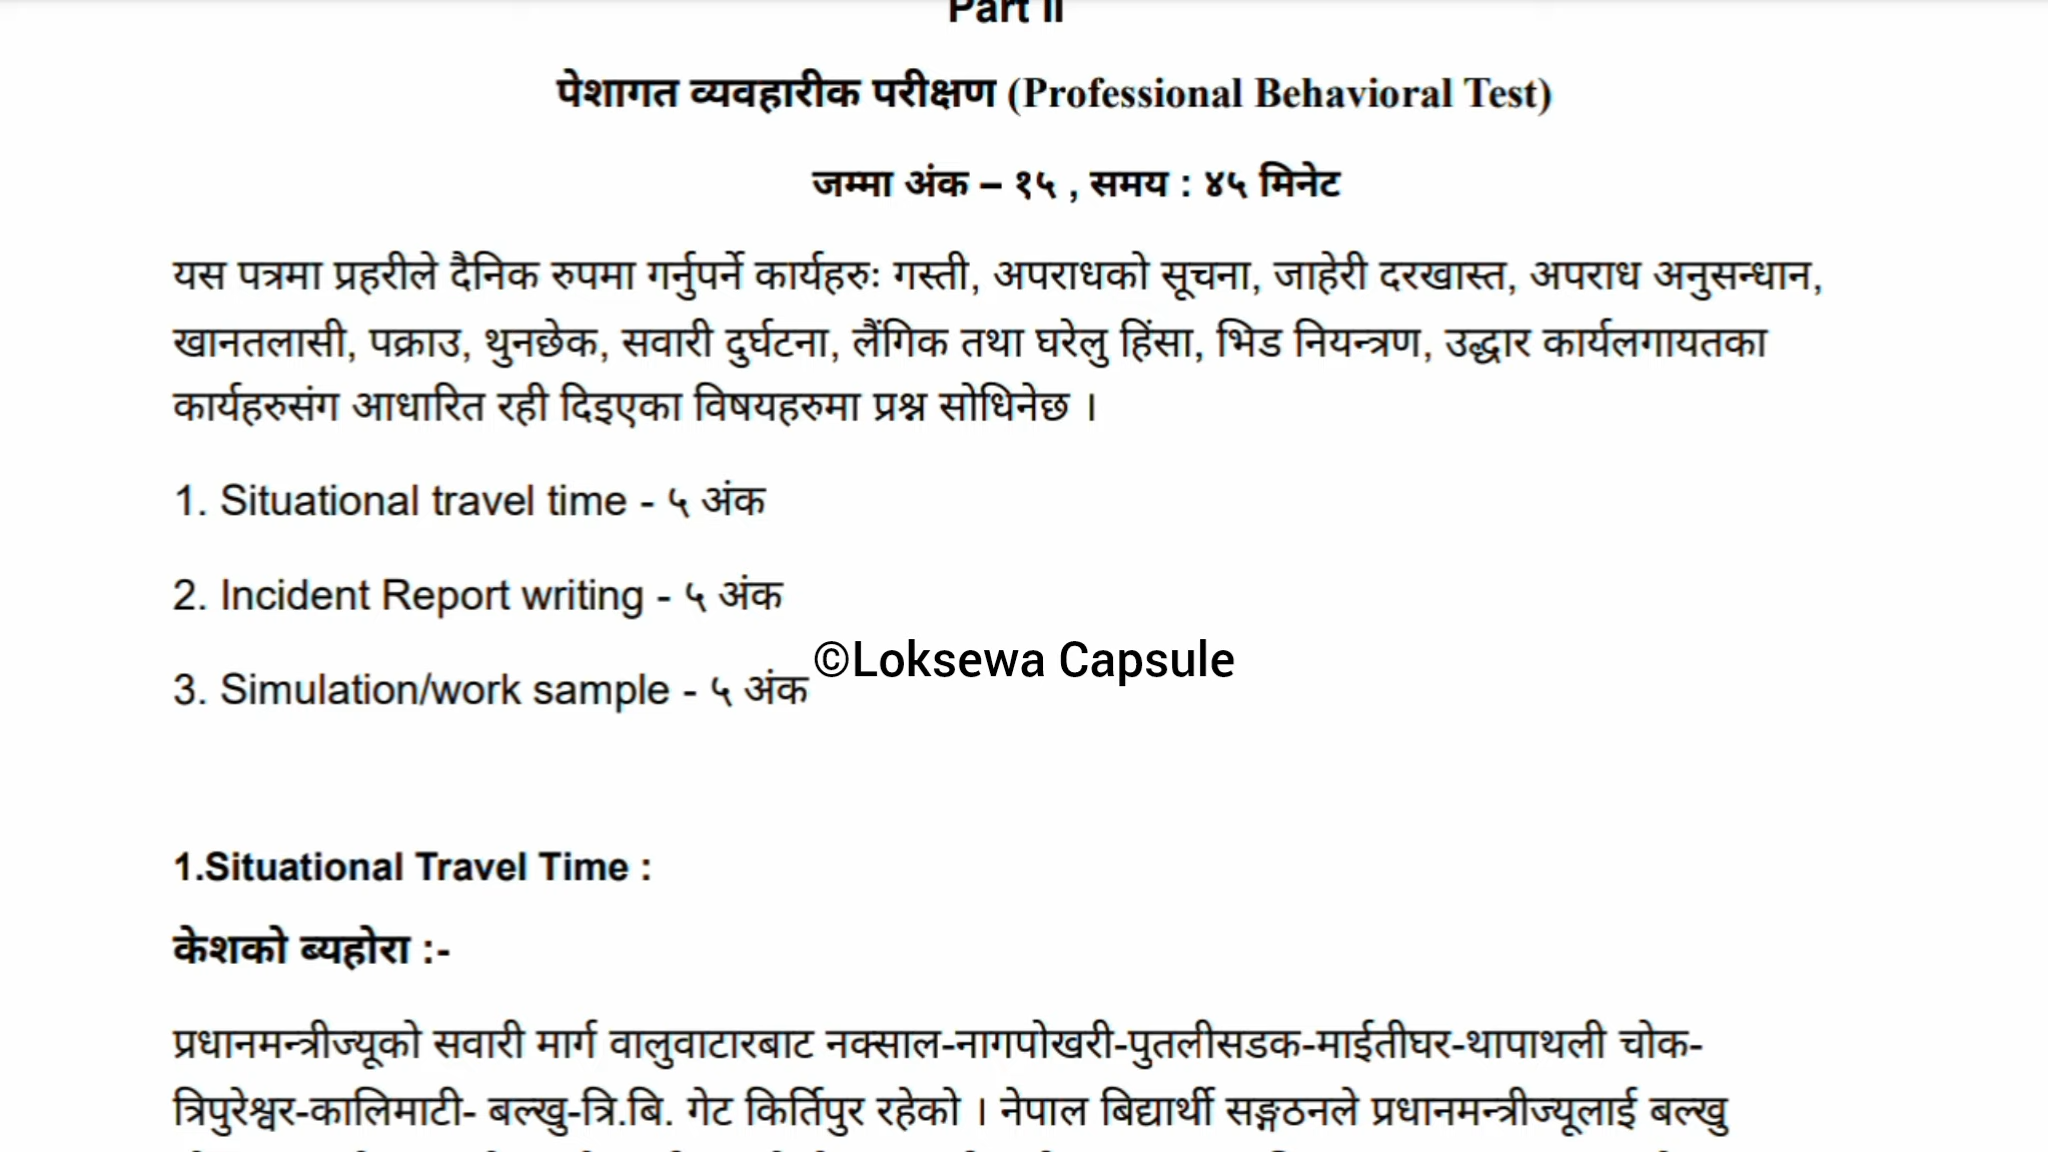 Part II
पेशागत व्यवहारीक परीक्षण (Professional Behavioral Test)
जम्मा अंक – १५ , समय : ४५ मिनेट
यस पत्रमा प्रहरीले दैनिक रुपमा गर्नुपर्ने कार्यहरुः गस्ती, अपराधको सूचना, जाहेरी दरखास्त, अपराध अनुसन्धान,
खानतलासी, पक्राउ, थुनछेक, सवारी दुर्घटना, लैंगिक तथा घरेलु हिंसा, भिड नियन्त्रण, उद्धार कार्यलगायतका
कार्यहरुसंग आधारित रही दिइएका विषयहरुमा प्रश्न सोधिनेछ ।
1. Situational travel time - ५ अंक
2. Incident Report writing - ५ अंक
©Loksewa Capsule
3. Simulation/work sample - ५ अंक
1.Situational Travel Time :
केशको ब्यहोरा :-
प्रधानमन्त्रीज्यूको सवारी मार्ग वालुवाटारबाट नक्साल-नागपोखरी-पुतलीसडक-माईतीघर-थापाथली चोक-
त्रिपुरेश्वर-कालिमाटी- बल्खु-त्रि.बि. गेट किर्तिपुर रहेको । नेपाल बिद्यार्थी सङ्गठनले प्रधानमन्त्रीज्यूलाई बल्खु